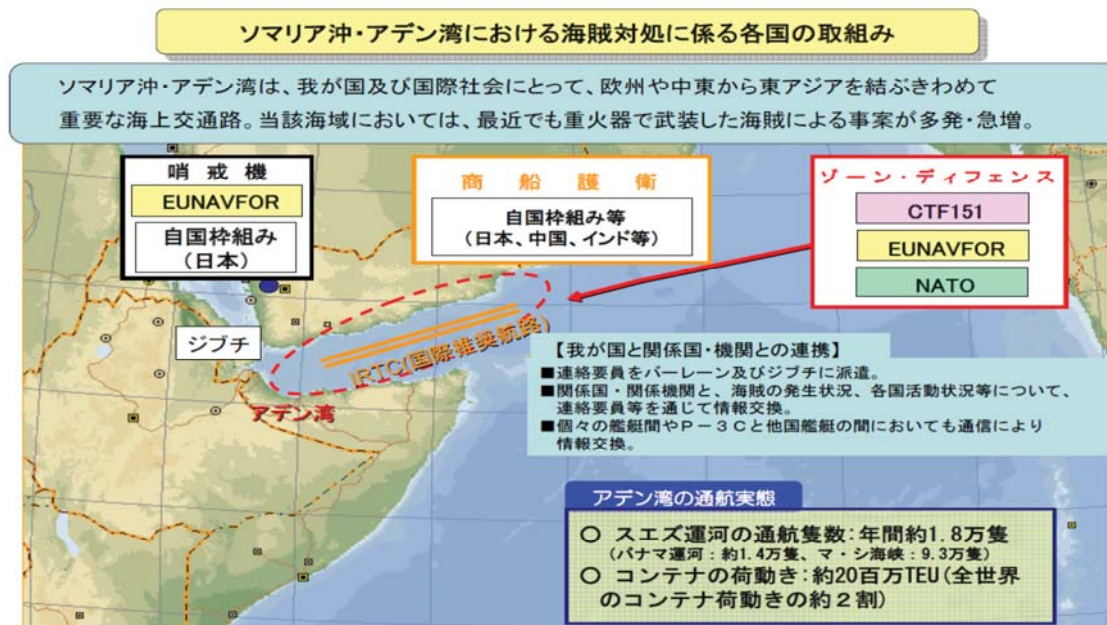 ソマリア沖・アデン湾における海賊対処に係る各国の取組み
ソマリア沖・アデン湾は、我が国及び国際社会にとって、欧州や中東から東アジアを結ぶきわめて
重要な海上交通路。当該海域においては、最近でも重火器で武装した海賊による事案が多発・急増。
哨戒機
EUNAVFOR
自国枠組み
(日本)
商船護衛
自国枠組み等
(日本、中国、インド等)
ゾーン・ディフェンス
CTF151
EUNAVFOR
NATO
ジブチ
IRTC(国際推奨航路)
アデン湾
【我が国と関係国・機関との連携】
■連絡要員をバーレーン及びジブチに派遣。
■関係国・関係機関と、海賊の発生状況、各国活動状況等について、
連絡要員等を通じて情報交換。
■個々の艦艇間やP-3Cと他国艦艇の間においても通信により
情報交換。
アデン湾の通航実態
○ スエズ運河の通航隻数:年間約1.8万隻
(パナマ運河:約1.4万隻、マ・シ海峡:9.3万隻)
○ コンテナの荷動き:約20百万TEU(全世界
のコンテナ荷動きの約2割)